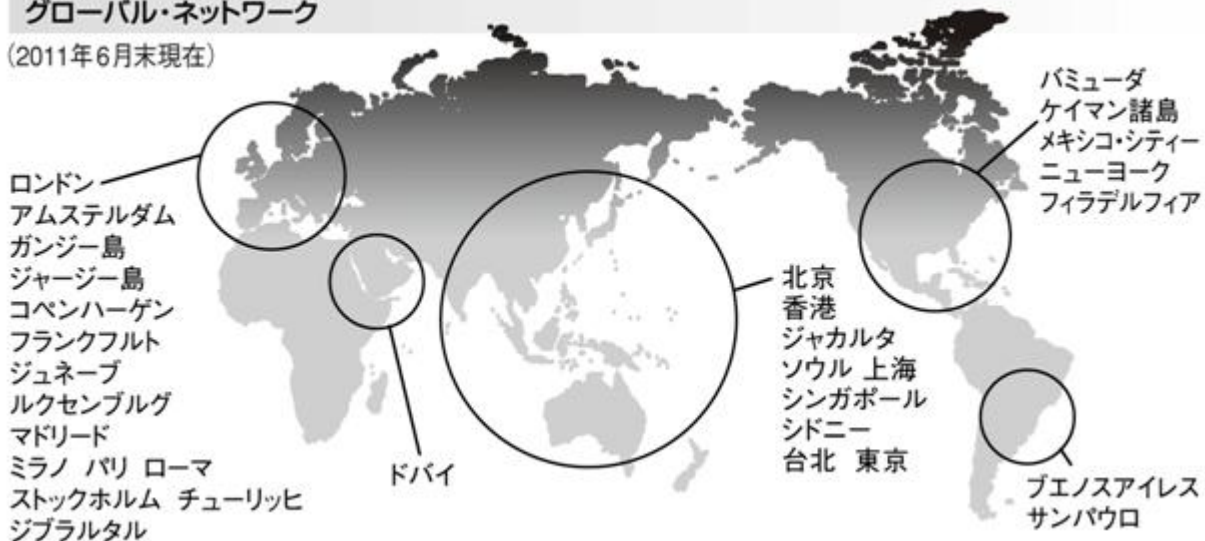 グローバル・ネットワーク
(2011年6月末現在)
ロンドン
アムステルダム
ガンジー島
ジャージー島
コペンハーゲン
フランクフルト
ジュネーブ
ルクセンブルグ
マドリード
ミラノ パリ ローマ
ストックホルム チューリッヒ
ジブラルタル
ドバイ
北京
香港
ジャカルタ
ソウル 上海
シンガポール
シドニー
台北 東京
バミューダ
ケイマン諸島
メキシコ・シティー
ニューヨーク
フィラデルフィア
ブエノスアイレス
サンパウロ